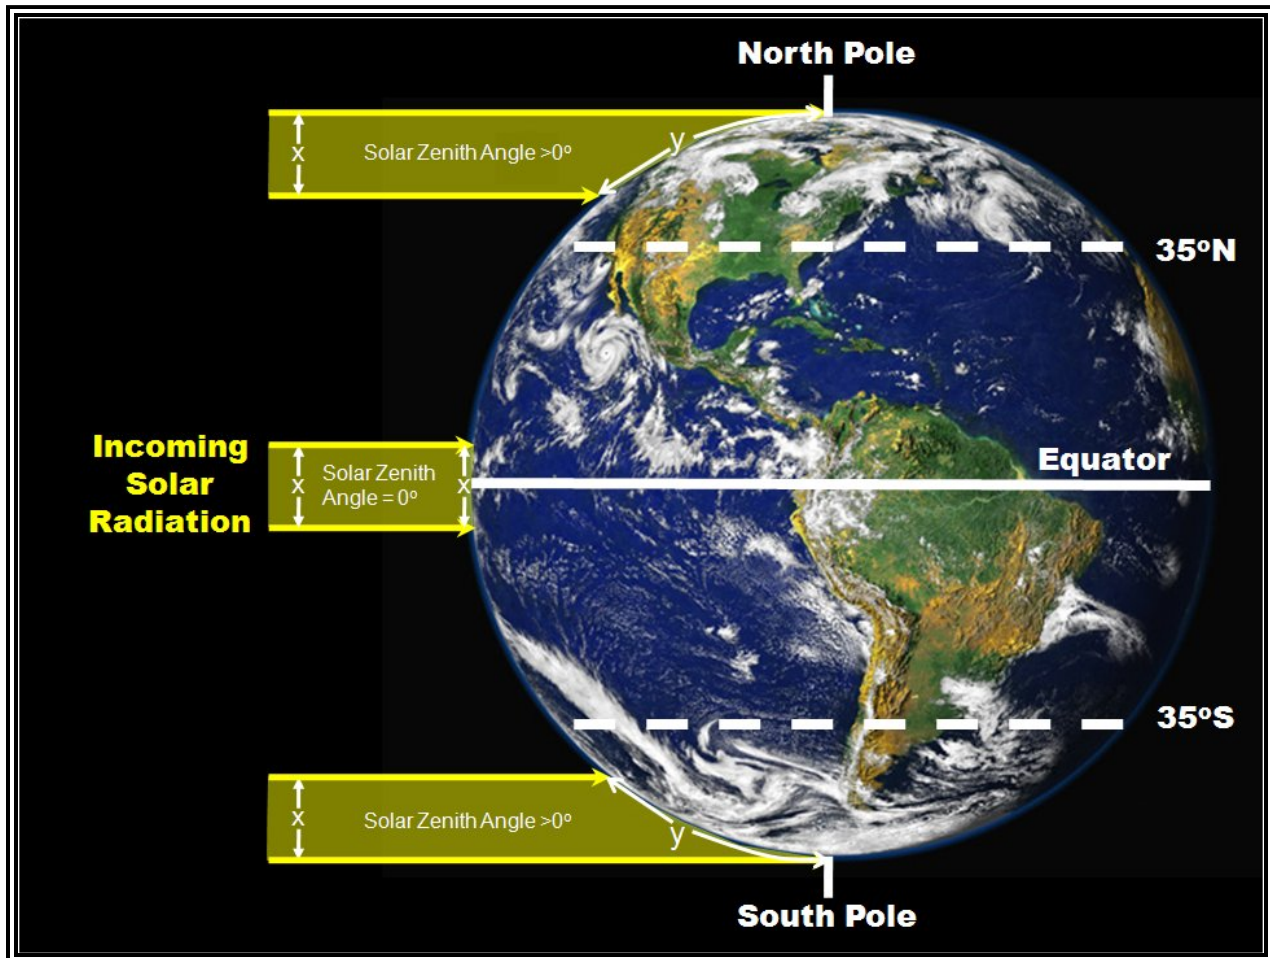 North Pole
x
Solar Zenith Angle >0º
y
35ºN
Incoming
Solar
Radiation
x
Solar Zenith
Angle = 0º
x
Equator
35ºS
x
Solar Zenith Angle >0º
y
South Pole